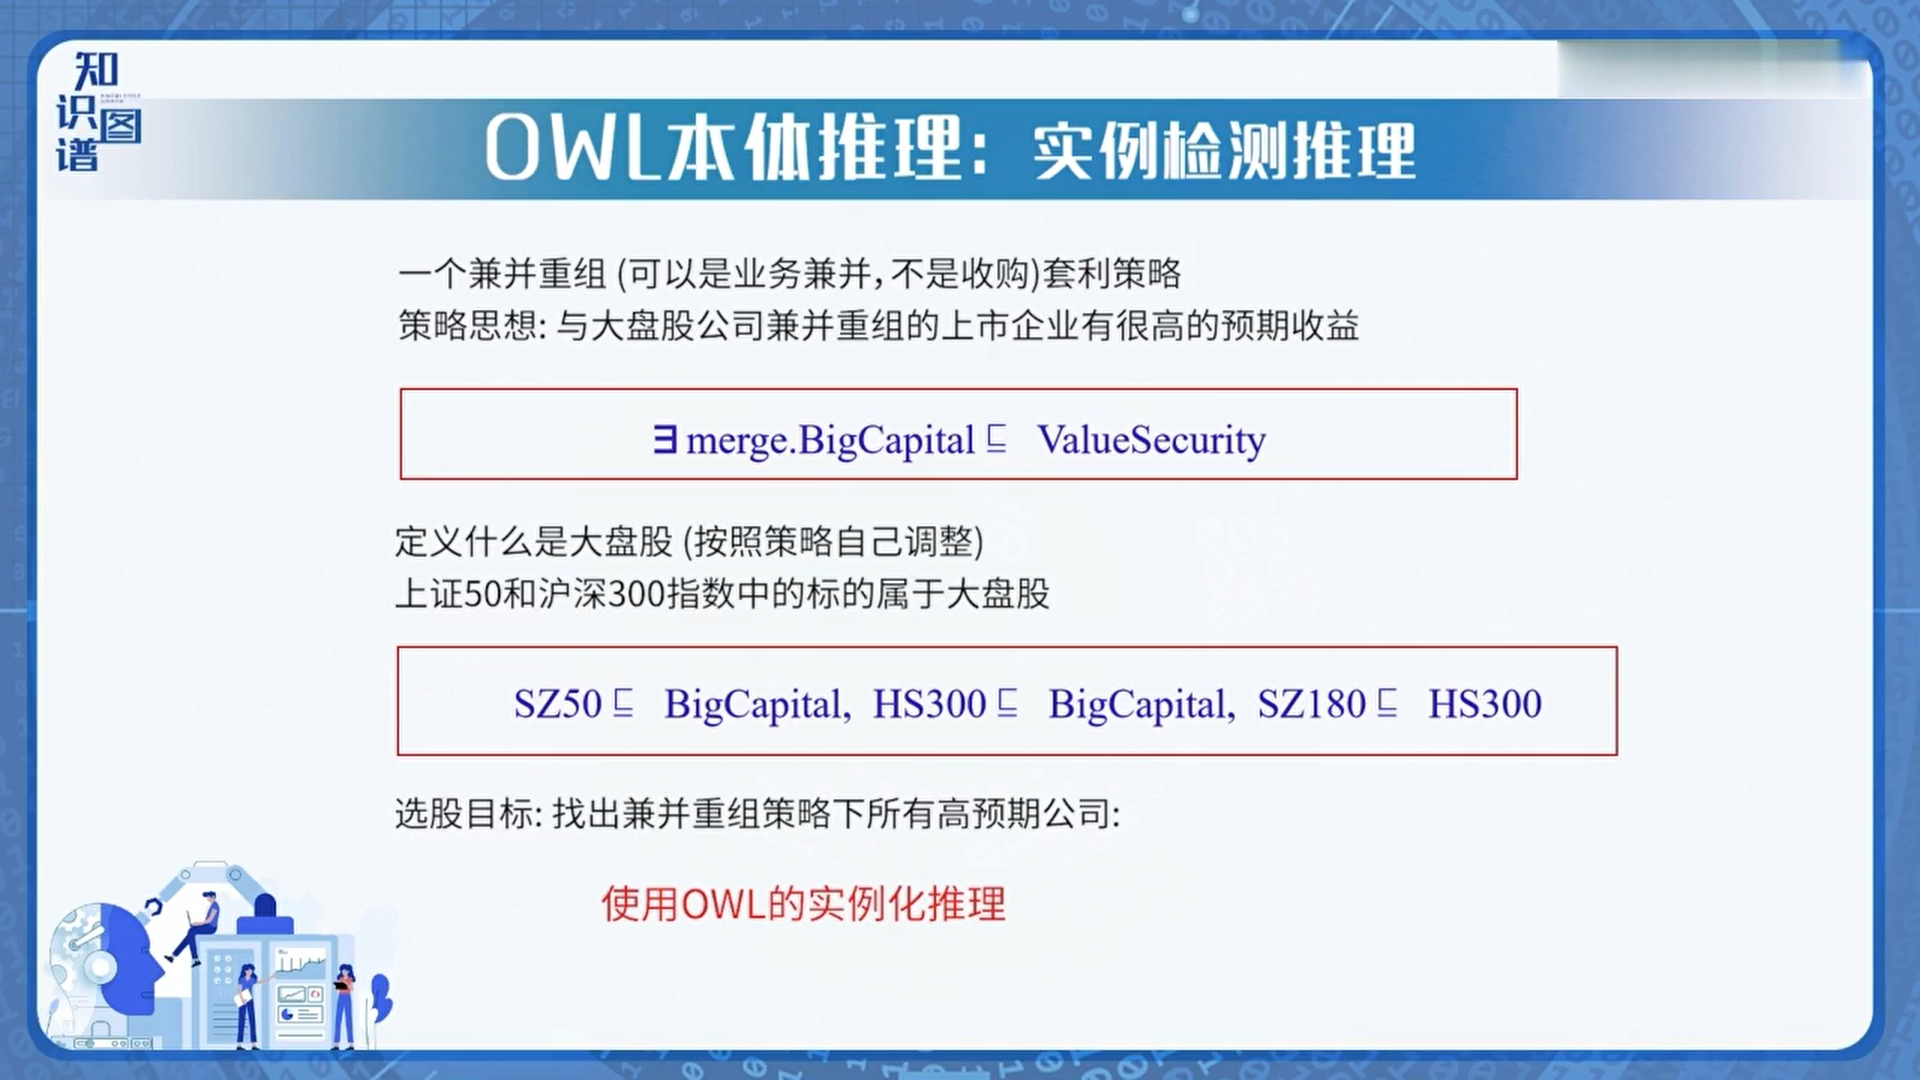 知识图谱
OWL本体推理：实例检测推理
一个兼并重组 (可以是业务兼并, 不是收购)套利策略
策略思想: 与大盘股公司兼并重组的上市企业有很高的预期收益
∃ merge.BigCapital ⊑ ValueSecurity
定义什么是大盘股 (按照策略自己调整)
上证50和沪深300指数中的标的属于大盘股
SZ50 ⊑ BigCapital, HS300 ⊑ BigCapital, SZ180 ⊑ HS300
选股目标: 找出兼并重组策略下所有高预期公司:
使用OWL的实例化推理